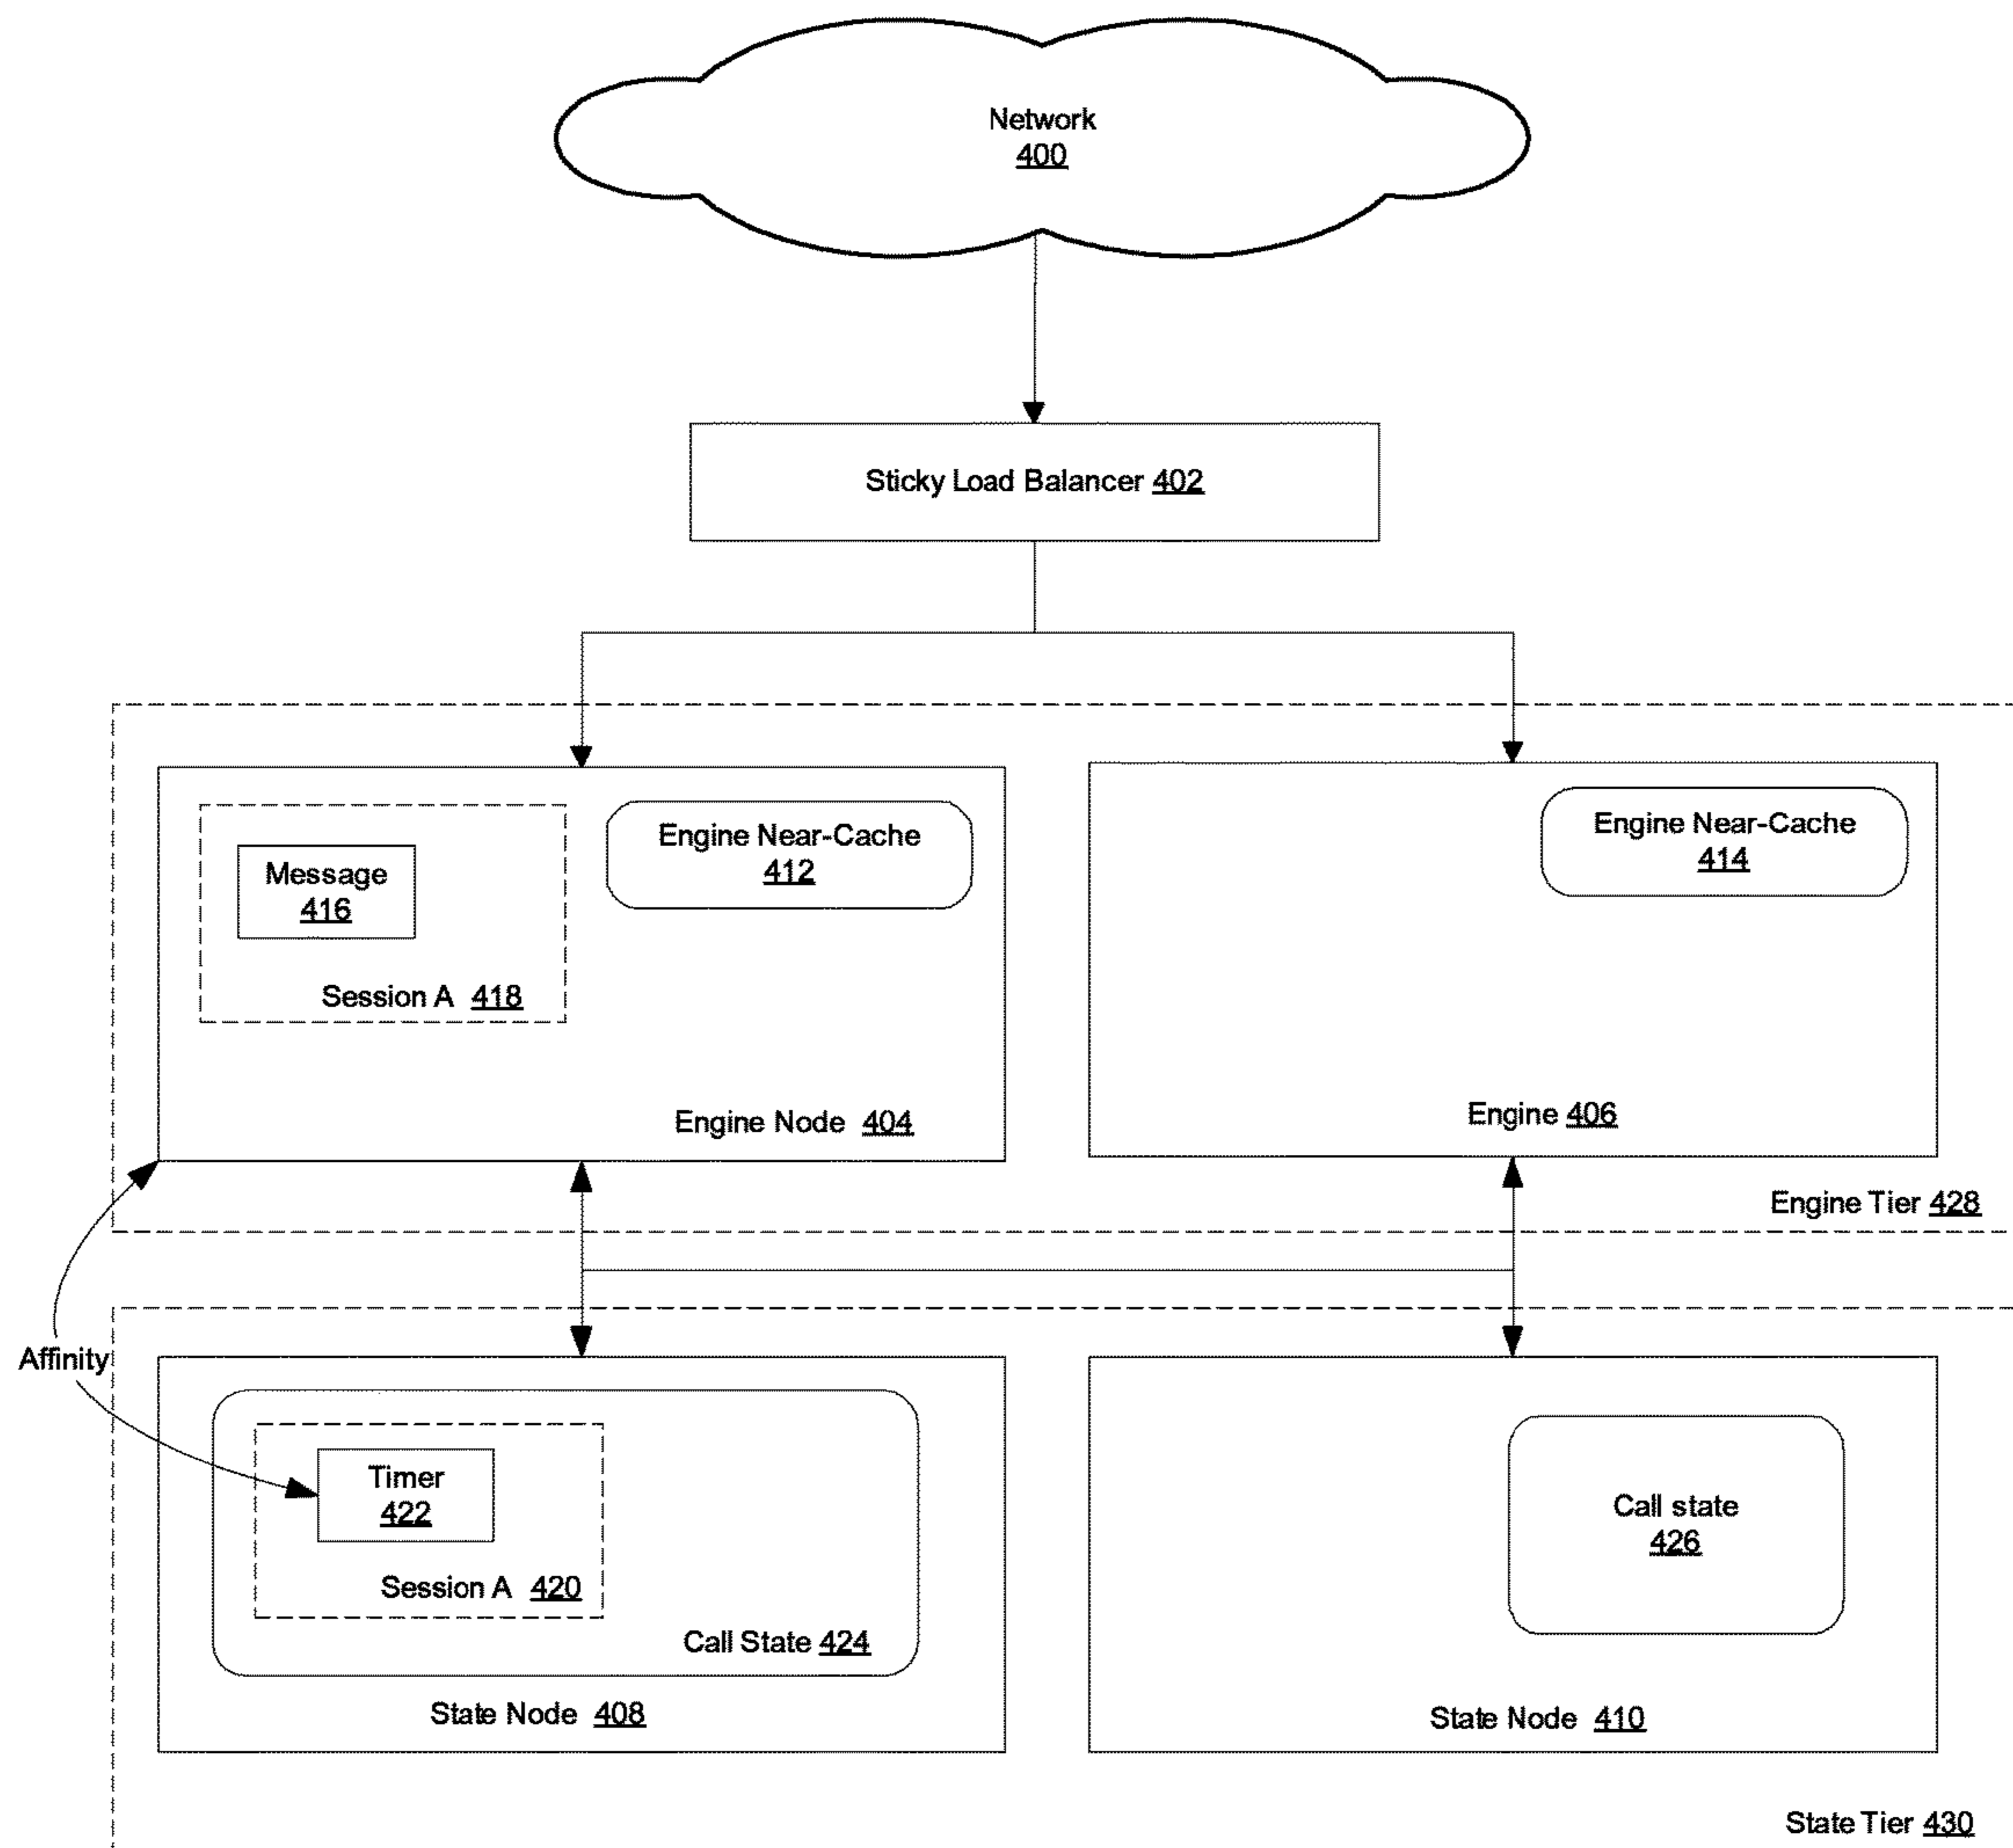 Network
400
Sticky Load Balancer 402
Engine Near-Cache
412
Engine Near-Cache
414
Message
416
Session A 418
Engine Node 404
Engine 406
Engine Tier 428
Affinity
Timer
422
Session A 420
Call State 424
State Node 408
Call state
426
State Node 410
State Tier 430